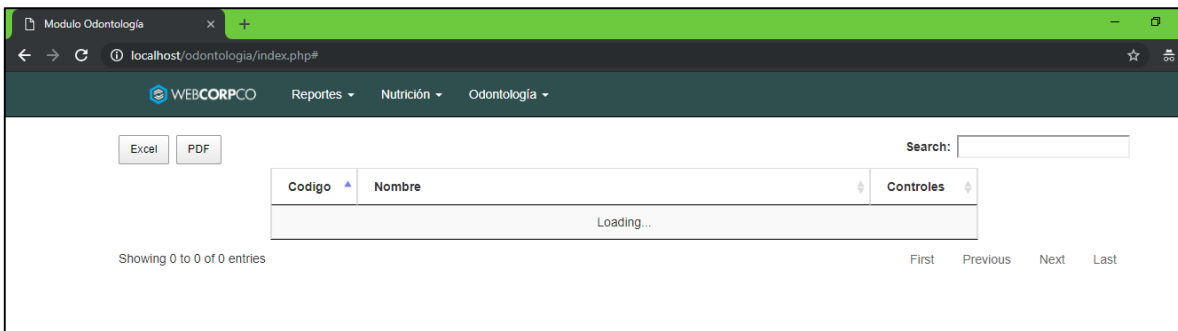 Modulo Odontología
localhost/odontologia/index.php#
WEBCORPCO Reportes Nutrición Odontología
Excel PDF Search:
Codigo Nombre Controles
Loading...
Showing 0 to 0 of 0 entries First Previous Next Last